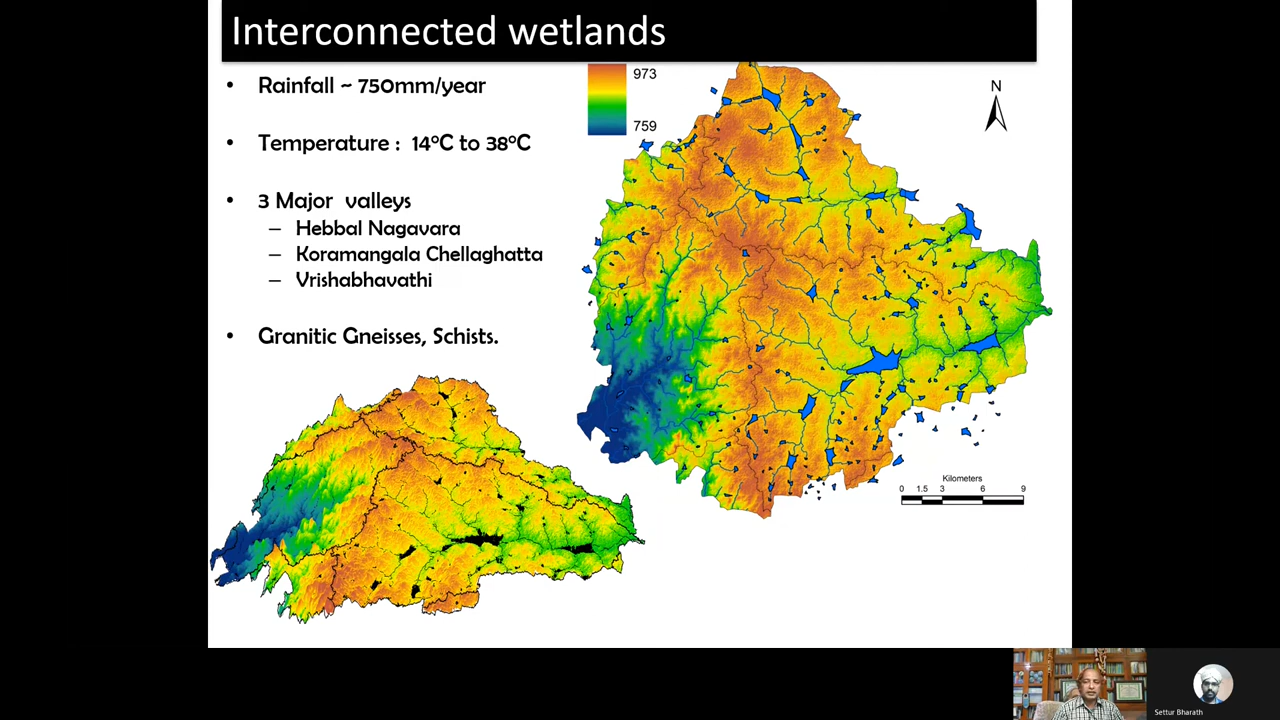 Interconnected wetlands
• Rainfall ~ 750mm/year
• Temperature : 14°C to 38°C
• 3 Major valleys
– Hebbal Nagavara
– Koramangala Chellaghatta
– Vrishabhavathi
• Granitic Gneisses, Schists.
973
759
N
Kilometers
0 1.5 3 6 9
Settur Bharath